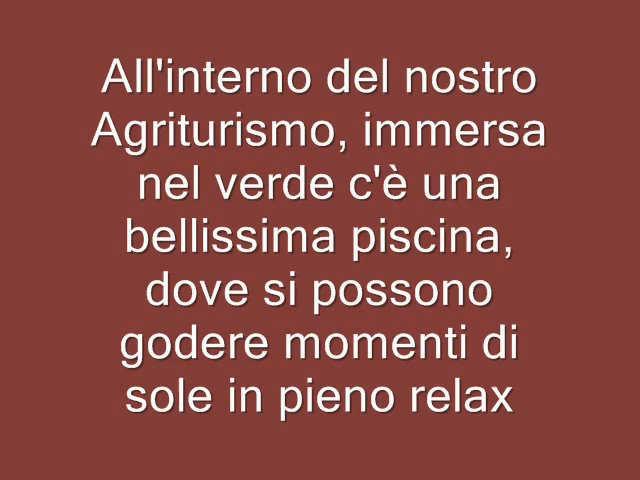 All'interno del nostro
Agriturismo, immersa
nel verde c'è una
bellissima piscina,
dove si possono
godere momenti di
sole in pieno relax